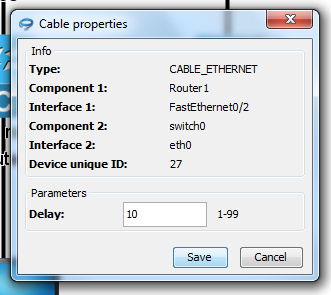 Cable properties
Info
Type: CABLE_ETHERNET
Component 1: Router1
Interface 1: FastEthernet0/2
Component 2: switch0
Interface 2: eth0
Device unique ID: 27
Parameters
Delay: 10 1-99
Save Cancel